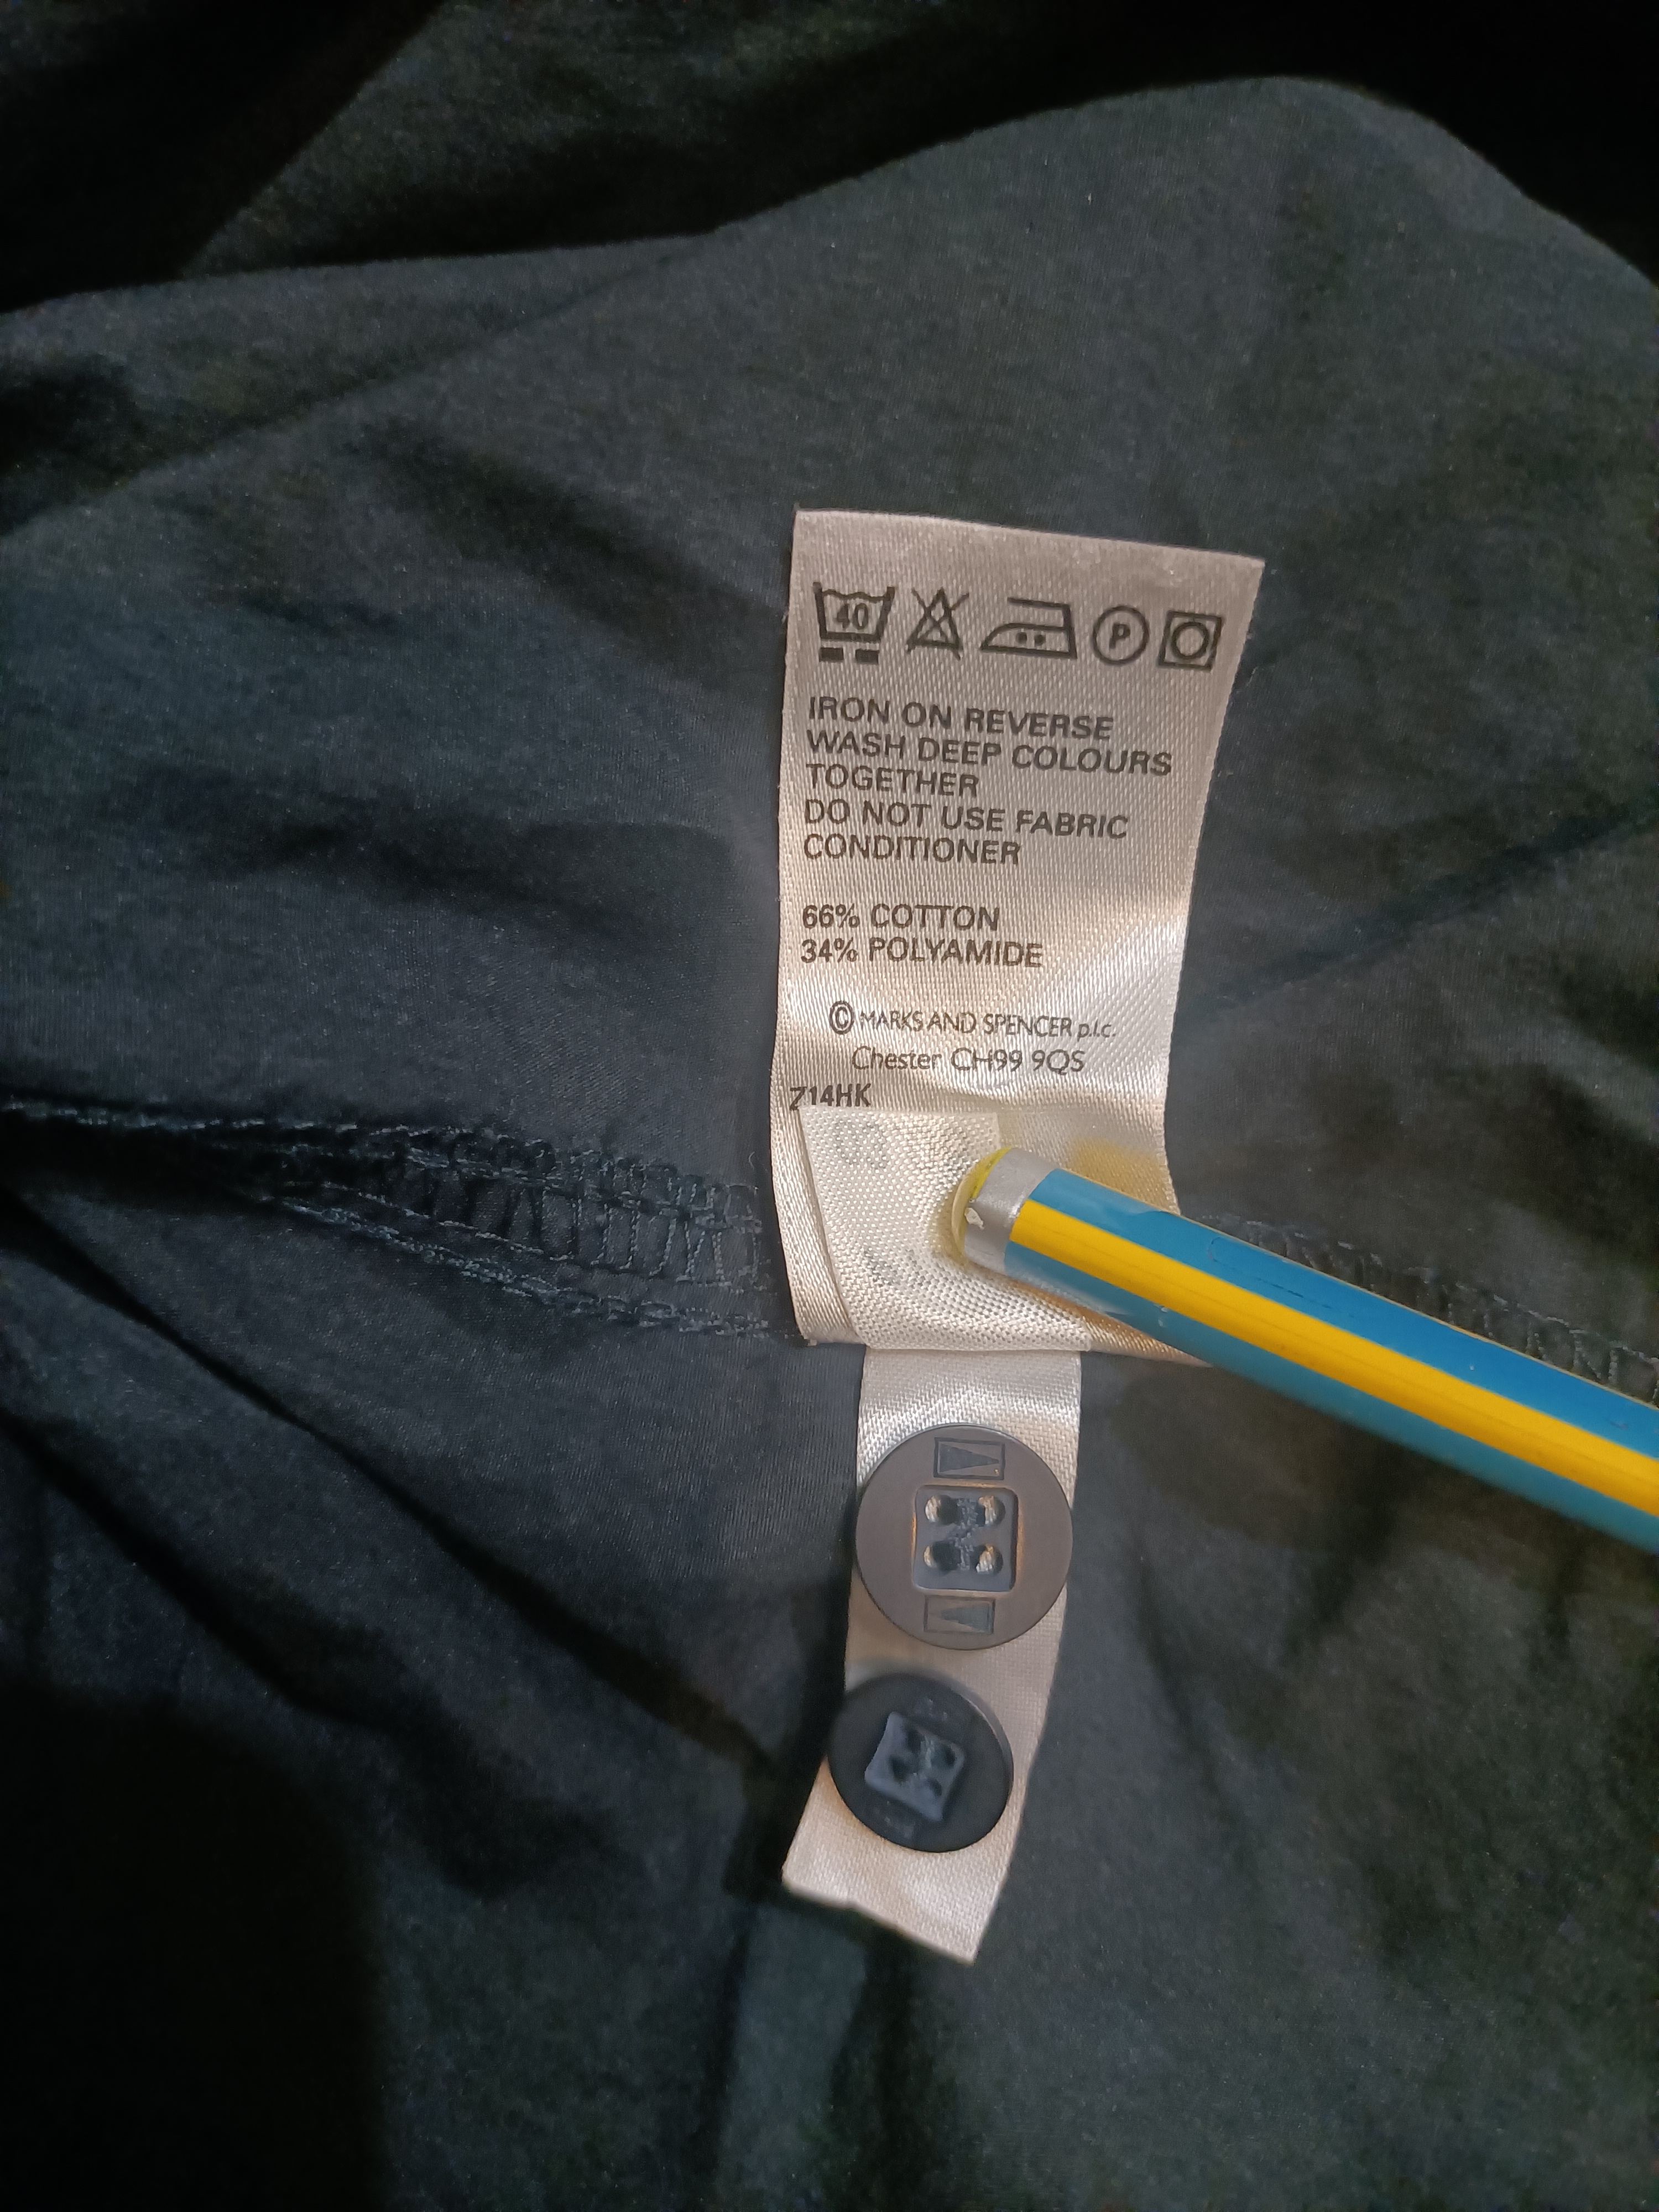 40
P
IRON ON REVERSE
WASH DEEP COLOURS
TOGETHER
DO NOT USE FABRIC
CONDITIONER
66% COTTON
34% POLYAMIDE
© MARKS AND SPENCER p.l.c.
Chester CH99 9QS
Z14HK